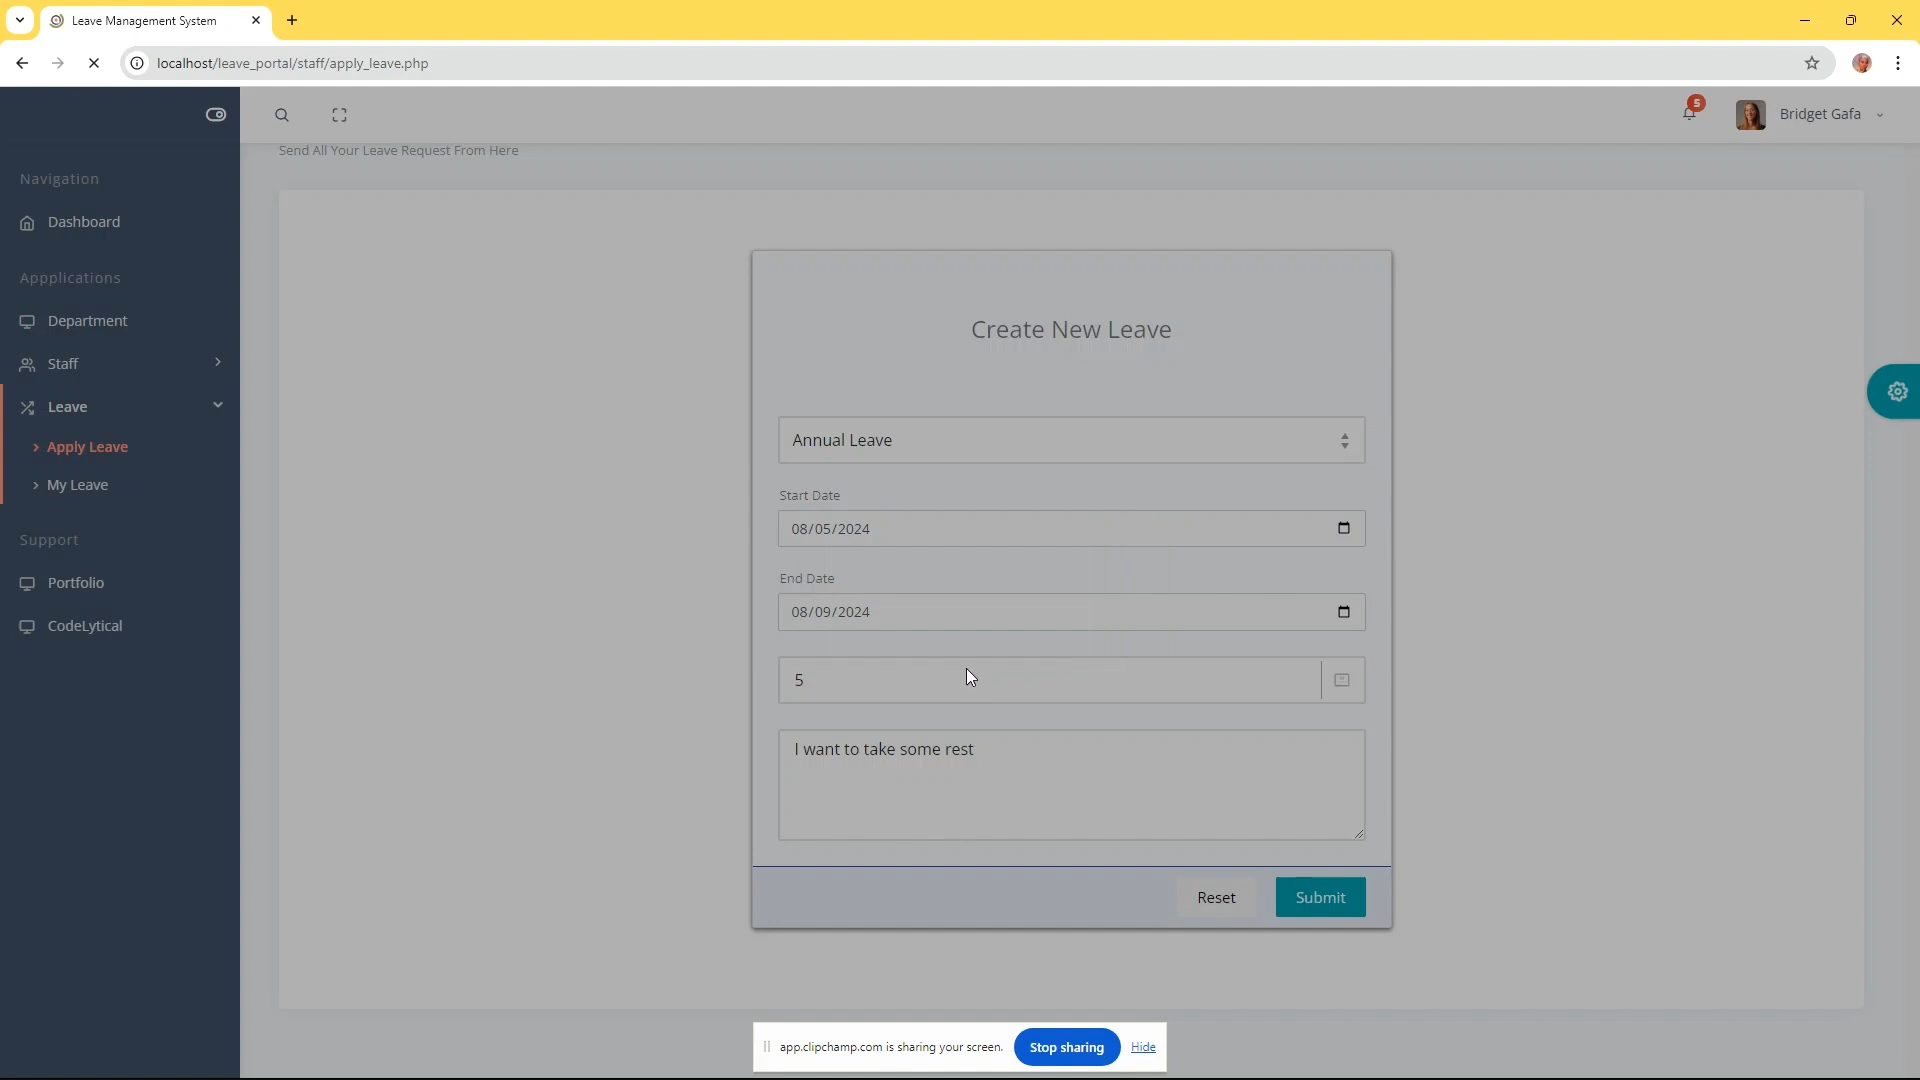 Leave Management System
localhost/leave_portal/staff/apply_leave.php
5
Bridget Gafa
Send All Your Leave Request From Here
Navigation
Dashboard
Appplications
Department
Staff
Leave
Apply Leave
My Leave
Support
Portfolio
CodeLytical
Create New Leave
Annual Leave
Start Date
08/05/2024
End Date
08/09/2024
5
I want to take some rest
Reset
Submit
app.clipchamp.com is sharing your screen.
Stop sharing
Hide